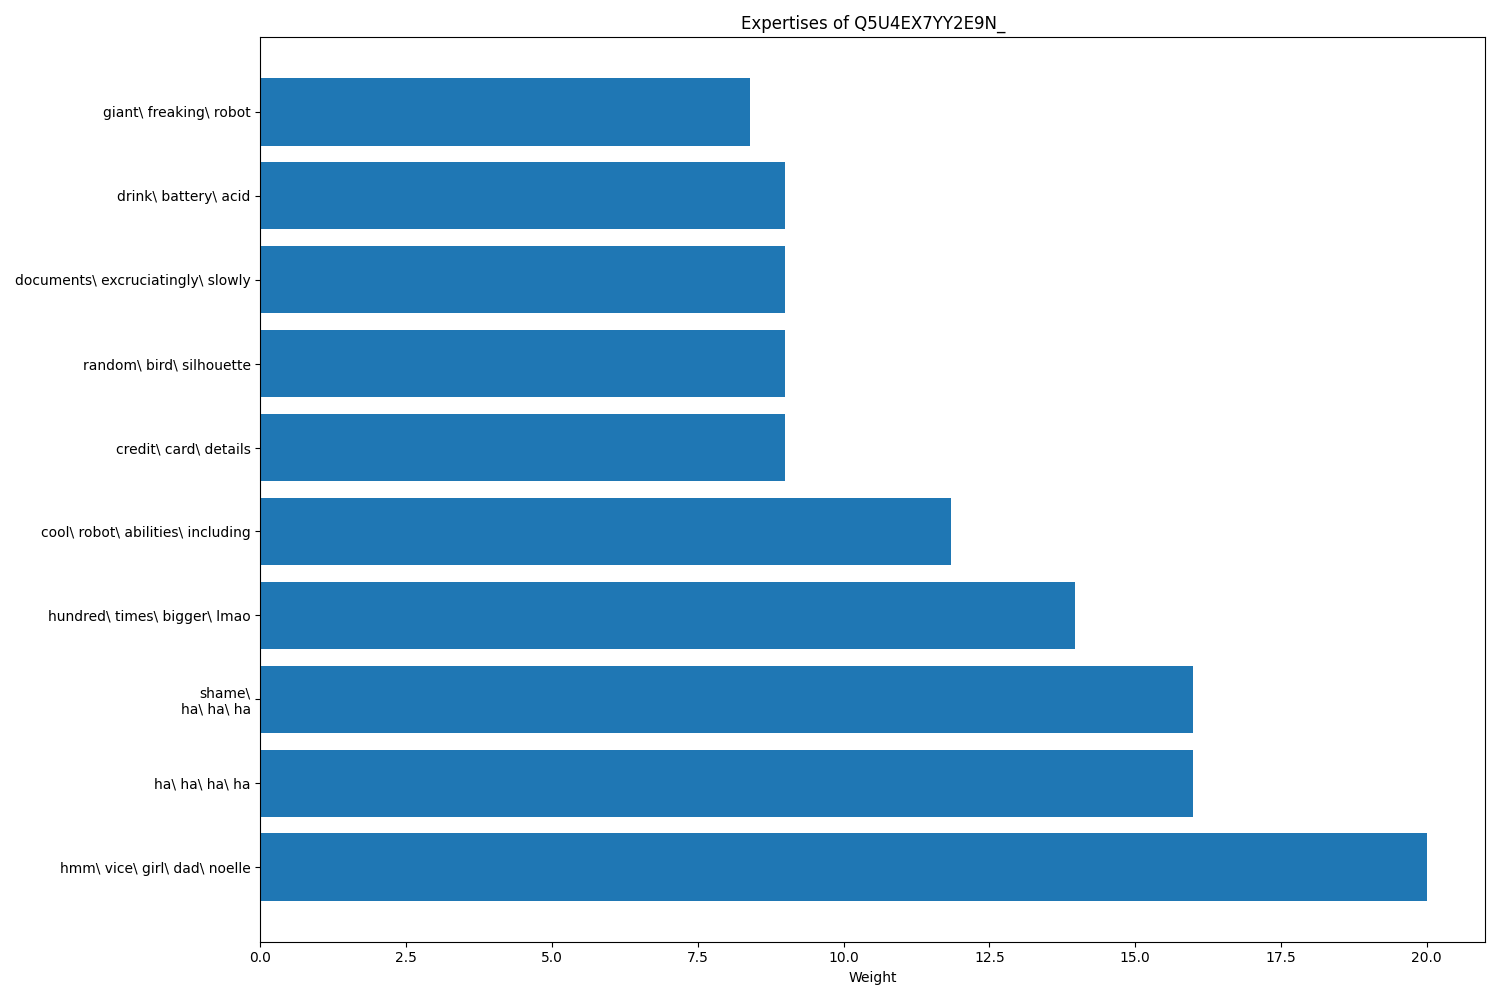 Expertises of Q5U4EX7YY2E9N_
giant\ freaking\ robot
drink\ battery\ acid
documents\ excruciatingly\ slowly
random\ bird\ silhouette
credit\ card\ details
cool\ robot\ abilities\ including
hundred\ times\ bigger\ lmao
shame\
ha\ ha\ ha
ha\ ha\ ha\ ha
hmm\ vice\ girl\ dad\ noelle
0.0 2.5 5.0 7.5 10.0 12.5 15.0 17.5 20.0
Weight